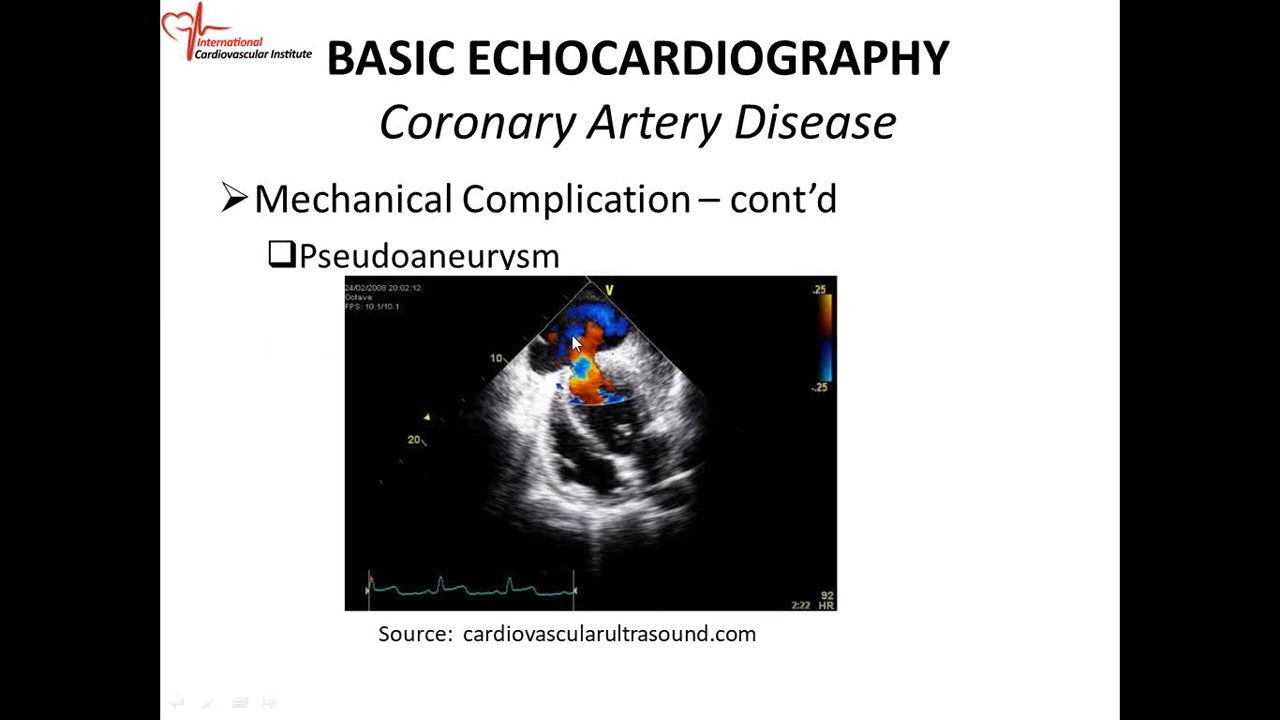 International
Cardiovascular Institute
BASIC ECHOCARDIOGRAPHY
Coronary Artery Disease
➢Mechanical Complication – cont’d
❑Pseudoaneurysm
24/02/2008 20:02:12
Octave
FPS: 10.1/10.1
V
.25
10
-.25
20
92
2:22 HR
Source: cardiovascularultrasound.com